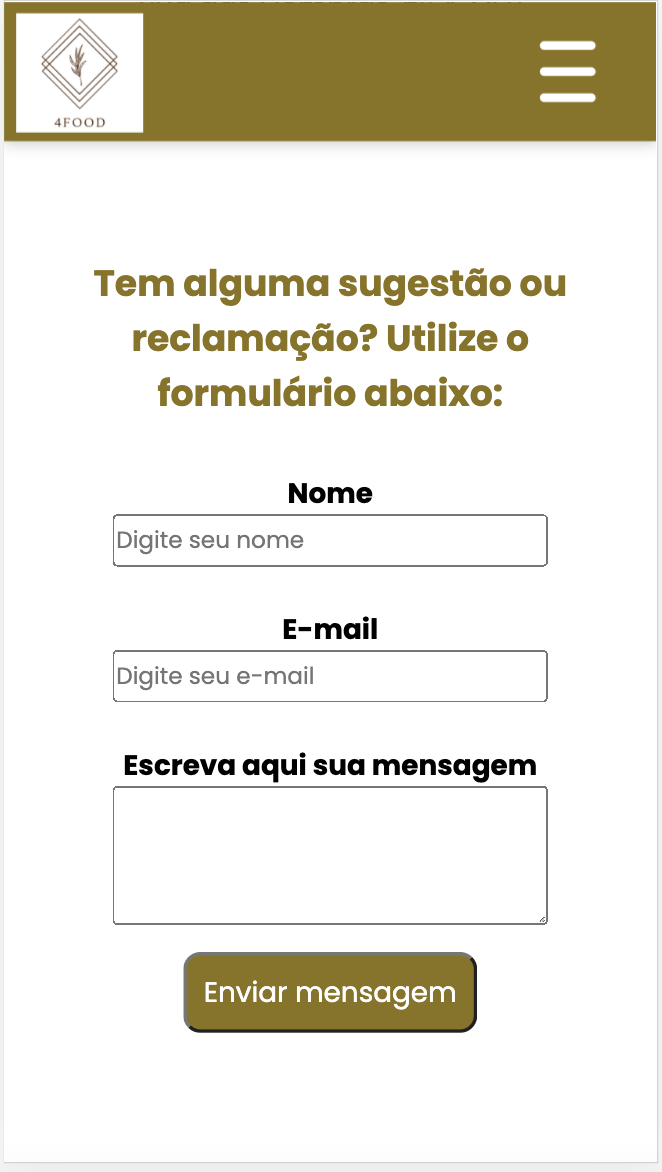 4FOOD
Tem alguma sugestão ou
reclamação? Utilize o
formulário abaixo:
Nome
Digite seu nome
E-mail
Digite seu e-mail
Escreva aqui sua mensagem
Enviar mensagem